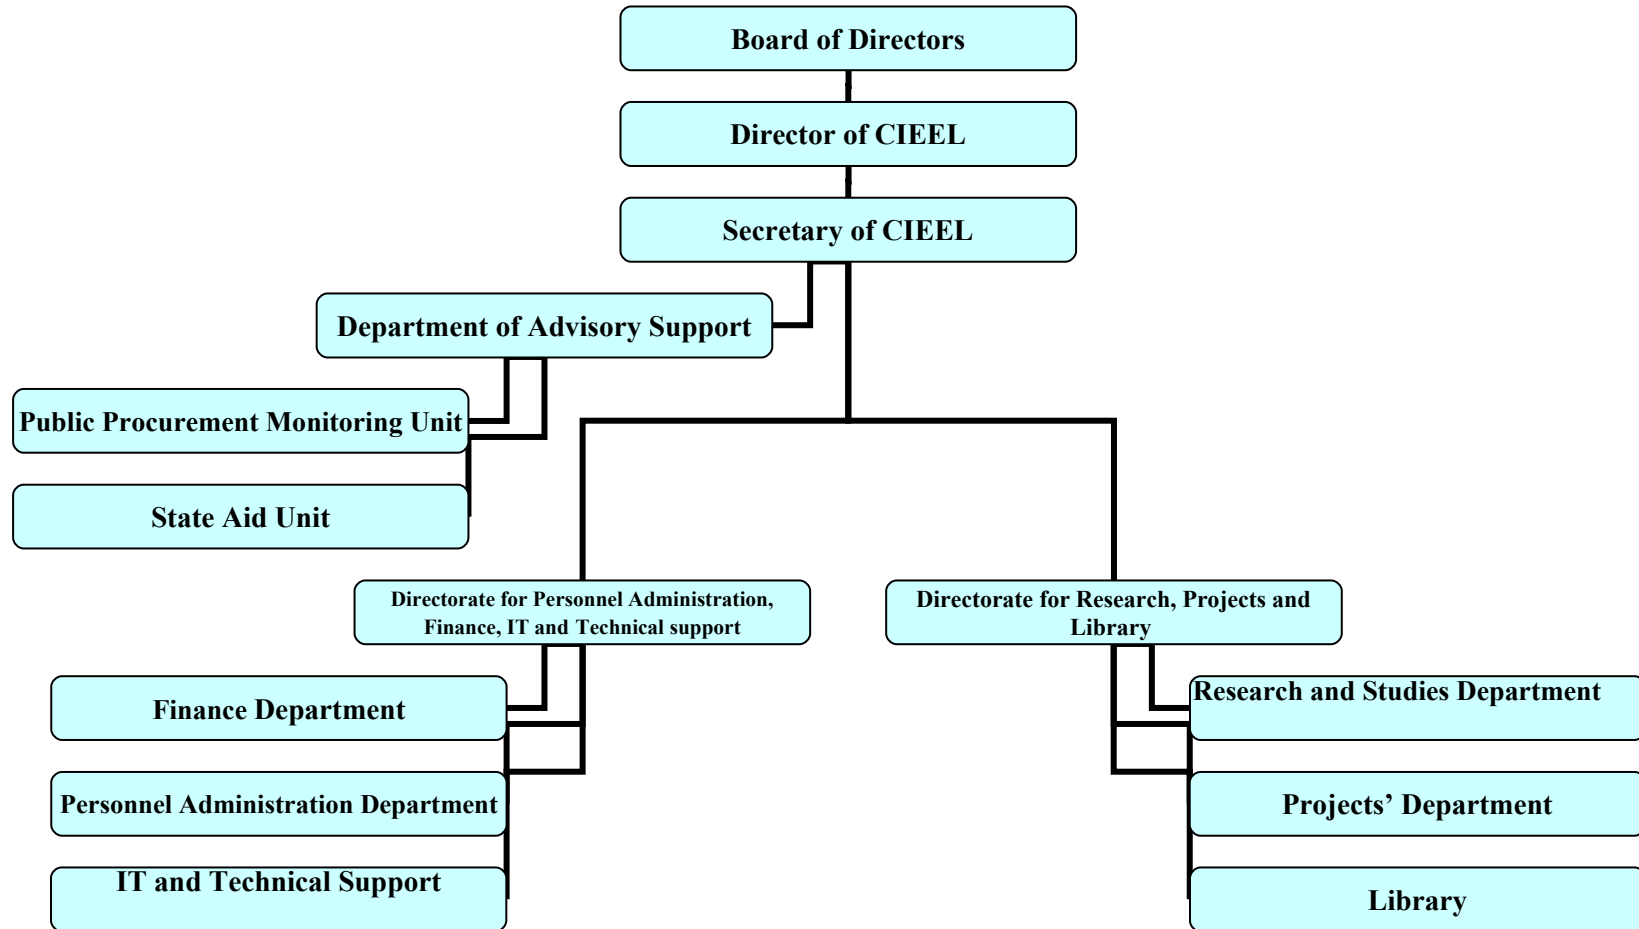 Board of Directors
Director of CIEEL
Secretary of CIEEL
Department of Advisory Support
Public Procurement Monitoring Unit
State Aid Unit
Directorate for Personnel Administration,
Finance, IT and Technical support
Directorate for Research, Projects and
Library
Finance Department
Research and Studies Department
Personnel Administration Department
Projects’ Department
IT and Technical Support
Library